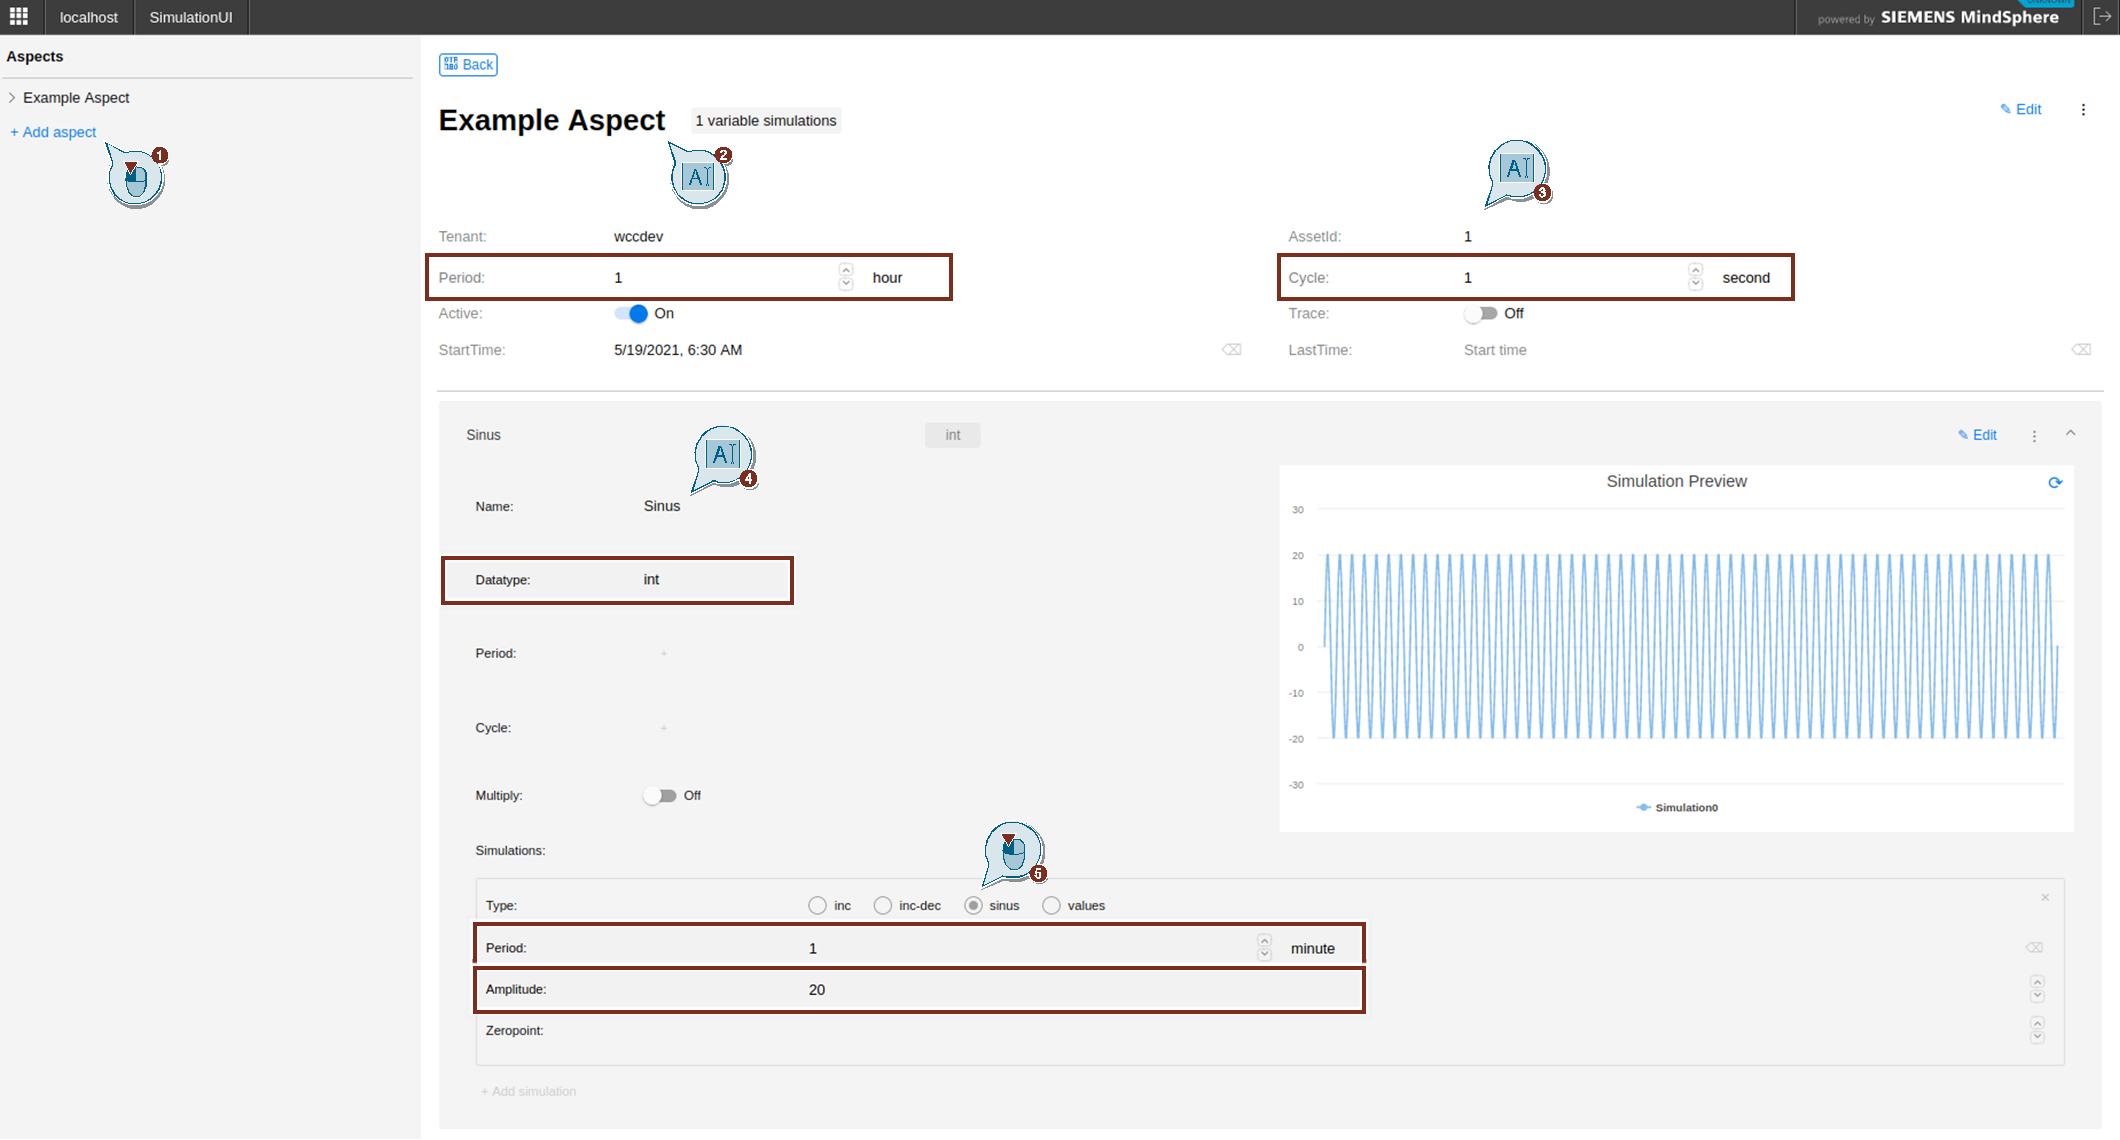 localhost SimulationUI powered by SIEMENS MindSphere UNKNOWN
Aspects
Example Aspect
+ Add aspect
1
Back
Example Aspect 1 variable simulations
Edit
AI 2
AI 3
Tenant: wccdev AssetId: 1
Period: 1 hour Cycle: 1 second
Active: On Trace: Off
StartTime: 5/19/2021, 6:30 AM LastTime: Start time
Sinus int Edit
AI 4
Name: Sinus
Datatype: int
Period: +
Cycle: +
Multiply: Off
Simulation Preview
30
20
10
0
-10
-20
-30
Simulation0
Simulations:
5
Type: inc inc-dec sinus values
Period: 1 minute
Amplitude: 20
Zeropoint:
+ Add simulation